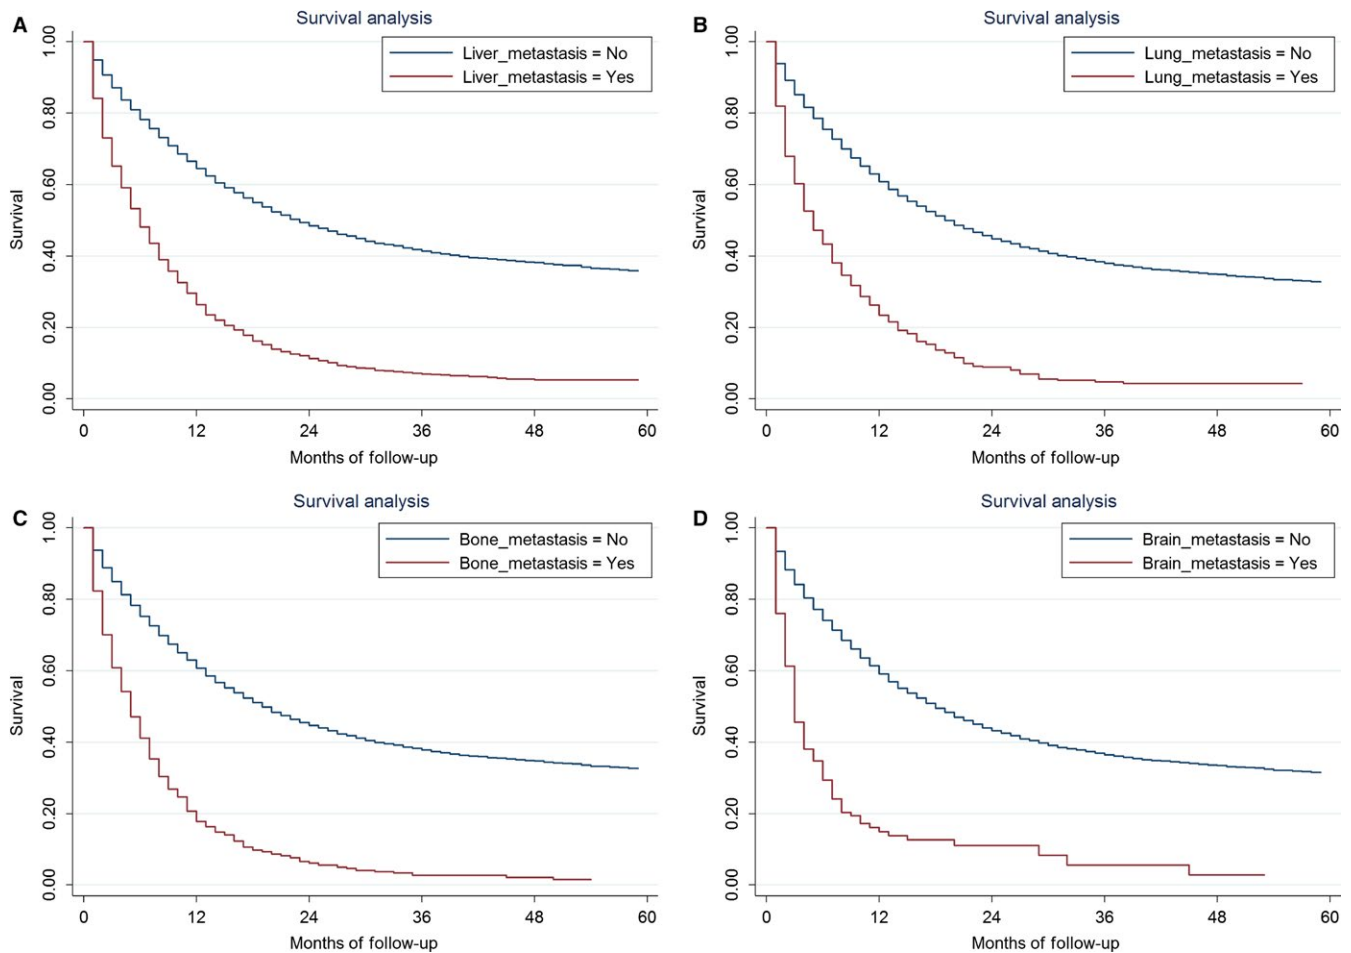 A
Survival analysis
Liver_metastasis = No
Liver_metastasis = Yes
Survival
1.00
0.80
0.60
0.40
0.20
0.00
0 12 24 36 48 60
Months of follow-up
B
Survival analysis
Lung_metastasis = No
Lung_metastasis = Yes
Survival
1.00
0.80
0.60
0.40
0.20
0.00
0 12 24 36 48 60
Months of follow-up
C
Survival analysis
Bone_metastasis = No
Bone_metastasis = Yes
Survival
1.00
0.80
0.60
0.40
0.20
0.00
0 12 24 36 48 60
Months of follow-up
D
Survival analysis
Brain_metastasis = No
Brain_metastasis = Yes
Survival
1.00
0.80
0.60
0.40
0.20
0.00
0 12 24 36 48 60
Months of follow-up